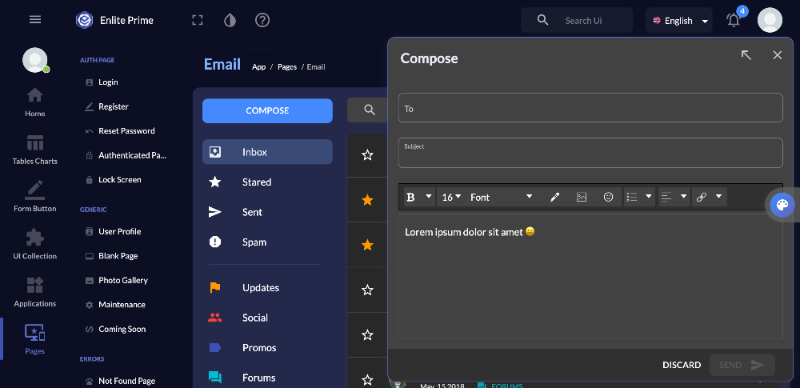 Enlite Prime
Search Ui
English
4
Home
Tables Charts
Form Button
UI Collection
Applications
Pages
AUTH PAGE
Login
Register
Reset Password
Authenticated Pa...
Lock Screen
GENERIC
User Profile
Blank Page
Photo Gallery
Maintenance
Coming Soon
ERRORS
Not Found Page
Email
App / Pages / Email
COMPOSE
Inbox
Stared
Sent
Spam
Updates
Social
Promos
Forums
Compose
To
Subject
B 16 Font
Lorem ipsum dolor sit amet 😄
DISCARD
SEND
May, 15 2018
FORUMS